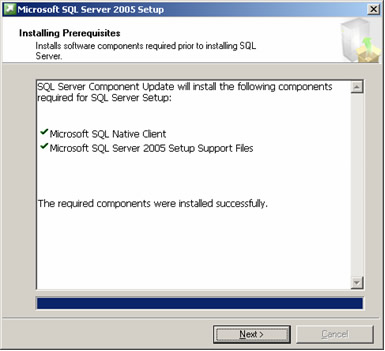 Microsoft SQL Server 2005 Setup
Installing Prerequisites
Installs software components required prior to installing SQL
Server.
SQL Server Component Update will install the following components
required for SQL Server Setup:
Microsoft SQL Native Client
Microsoft SQL Server 2005 Setup Support Files
The required components were installed successfully.
Next >
Cancel